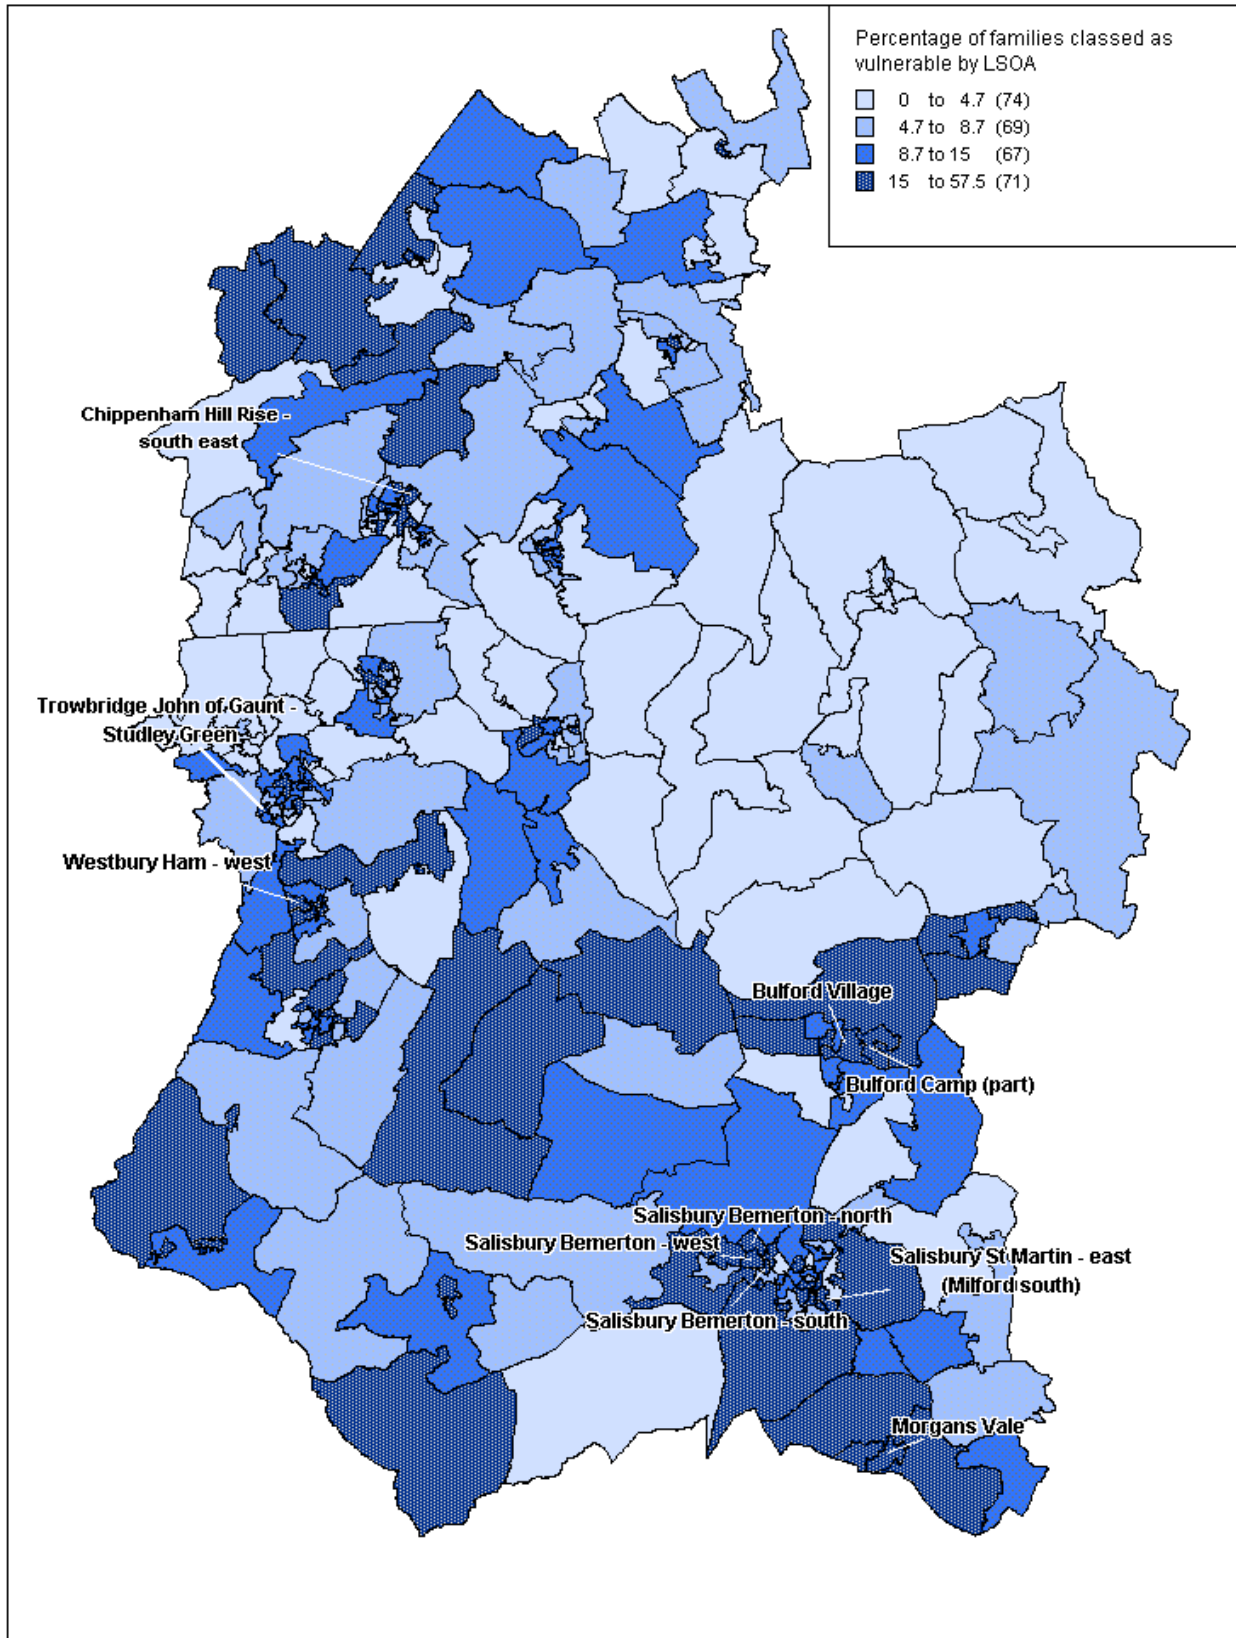 Percentage of families classed as
vulnerable by LSOA
0 to 4.7 (74)
4.7 to 8.7 (69)
8.7 to 15 (67)
15 to 57.5 (71)
Chippenham Hill Rise -
south east
Trowbridge John of Gaunt -
Studley Green
Westbury Ham - west
Bulford Village
Bulford Camp (part)
Salisbury Bemerton - north
Salisbury Bemerton - west
Salisbury St Martin - east
(Milford south)
Salisbury Bemerton - south
Morgans Vale